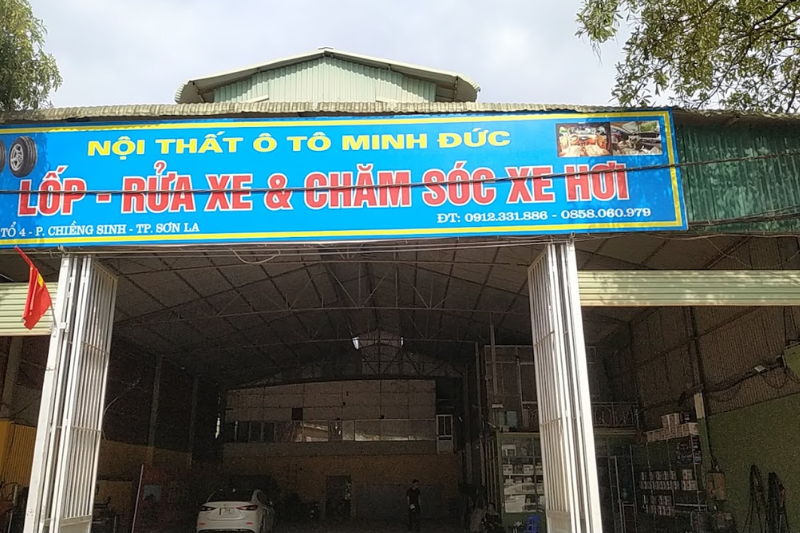 NỘI THẤT Ô TÔ MINH ĐỨC
LỐP - RỬA XE & CHĂM SÓC XE HƠI
TỔ 4 - P. CHIỀNG SINH - TP. SƠN LA
ĐT: 0912.331.886 - 0858.060.979